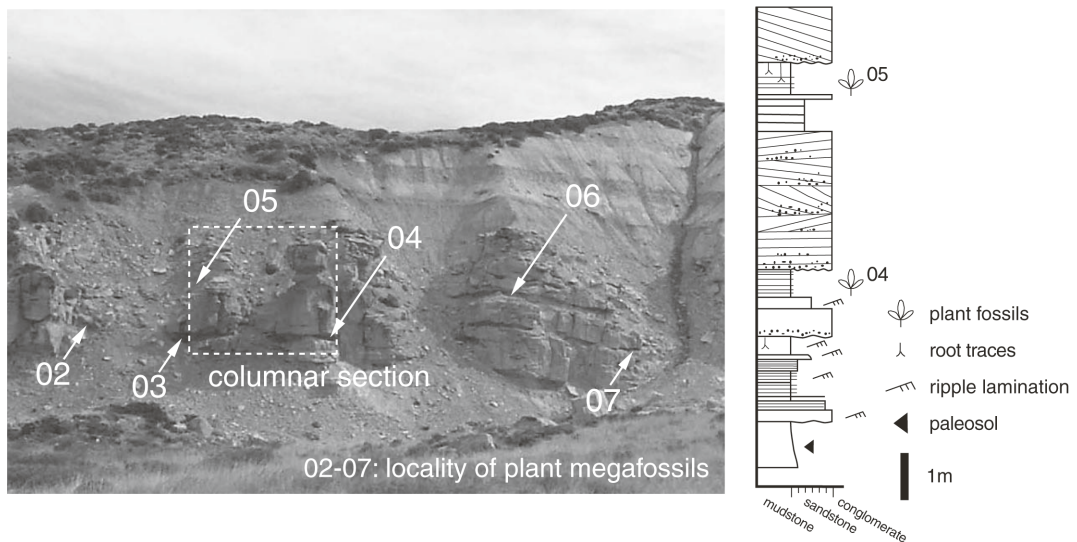 05
06
04
02
03
columnar section
07
02-07: locality of plant megafossils
05
04
plant fossils
root traces
ripple lamination
paleosol
1m
mudstone
sandstone
conglomerate